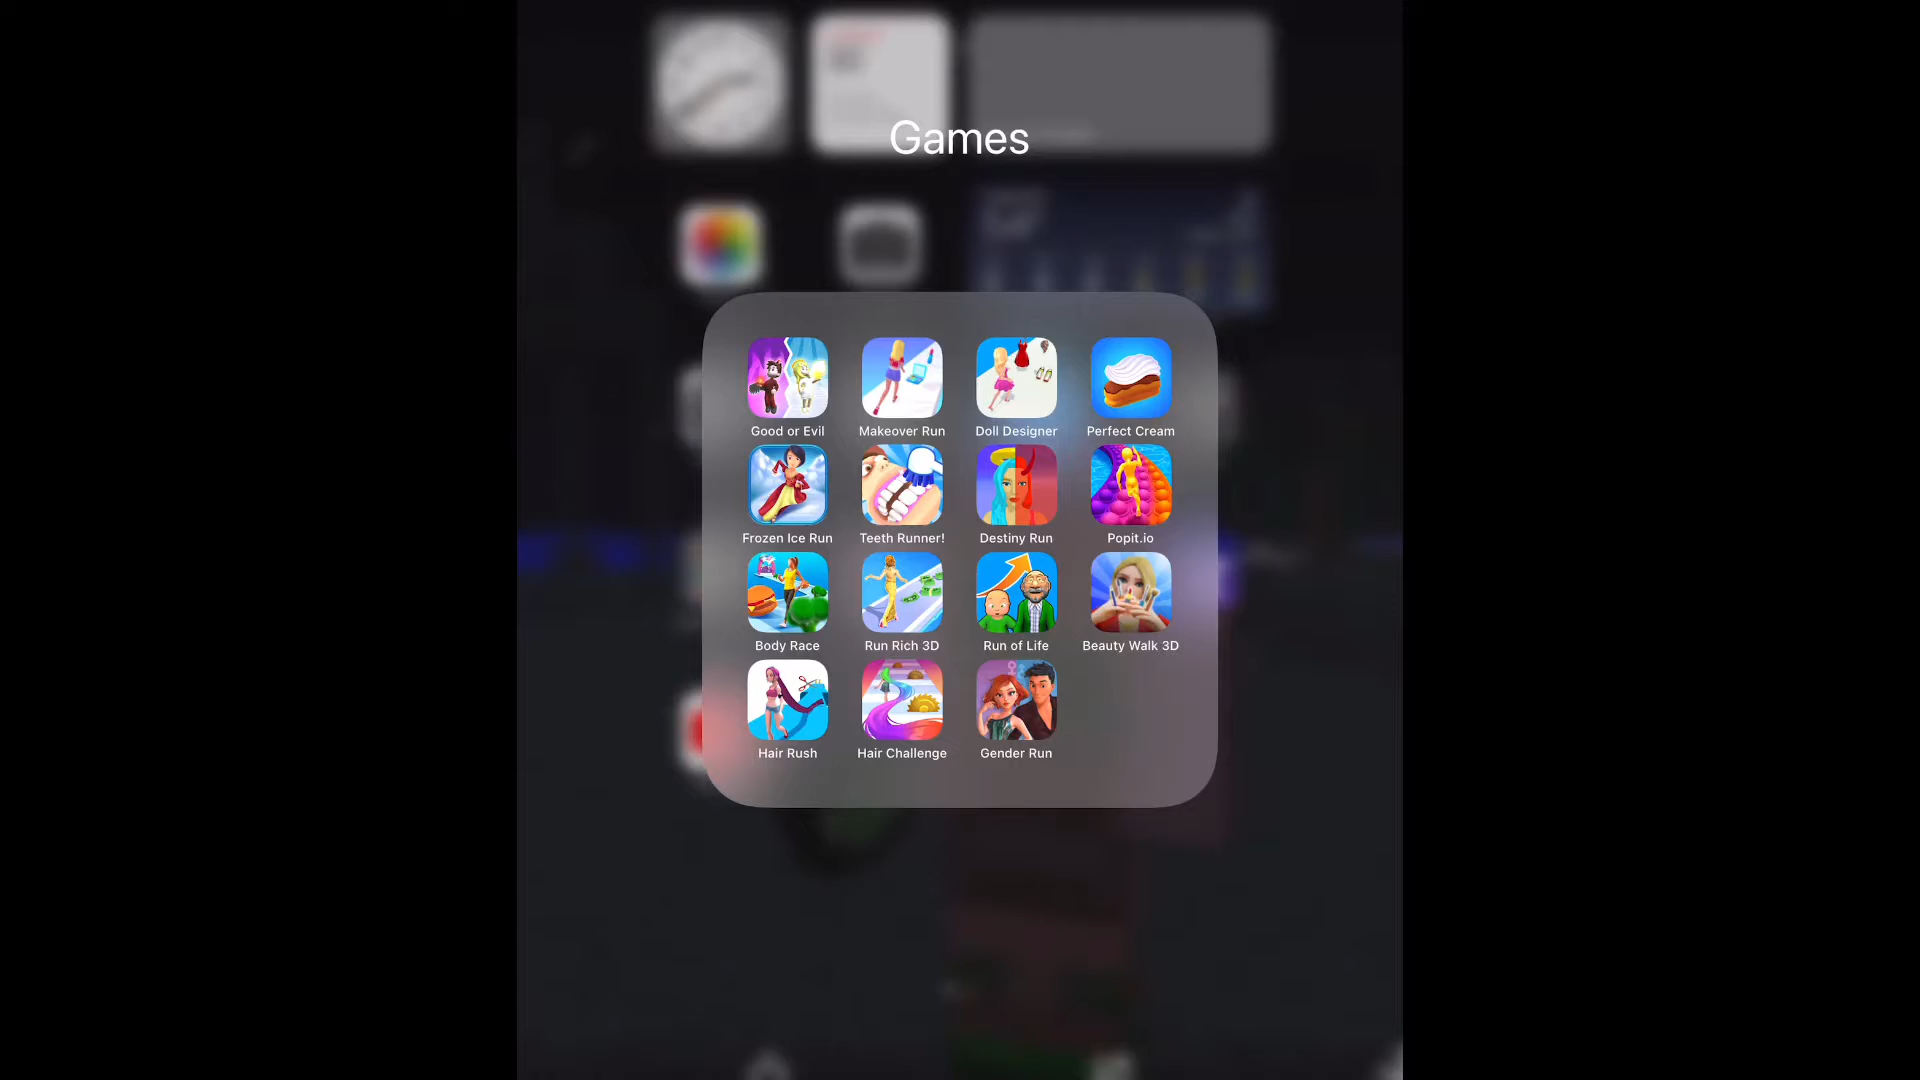 Games
Good or Evil
Makeover Run
Doll Designer
Perfect Cream
Frozen Ice Run
Teeth Runner!
Destiny Run
Popit.io
Body Race
Run Rich 3D
Run of Life
Beauty Walk 3D
Hair Rush
Hair Challenge
Gender Run